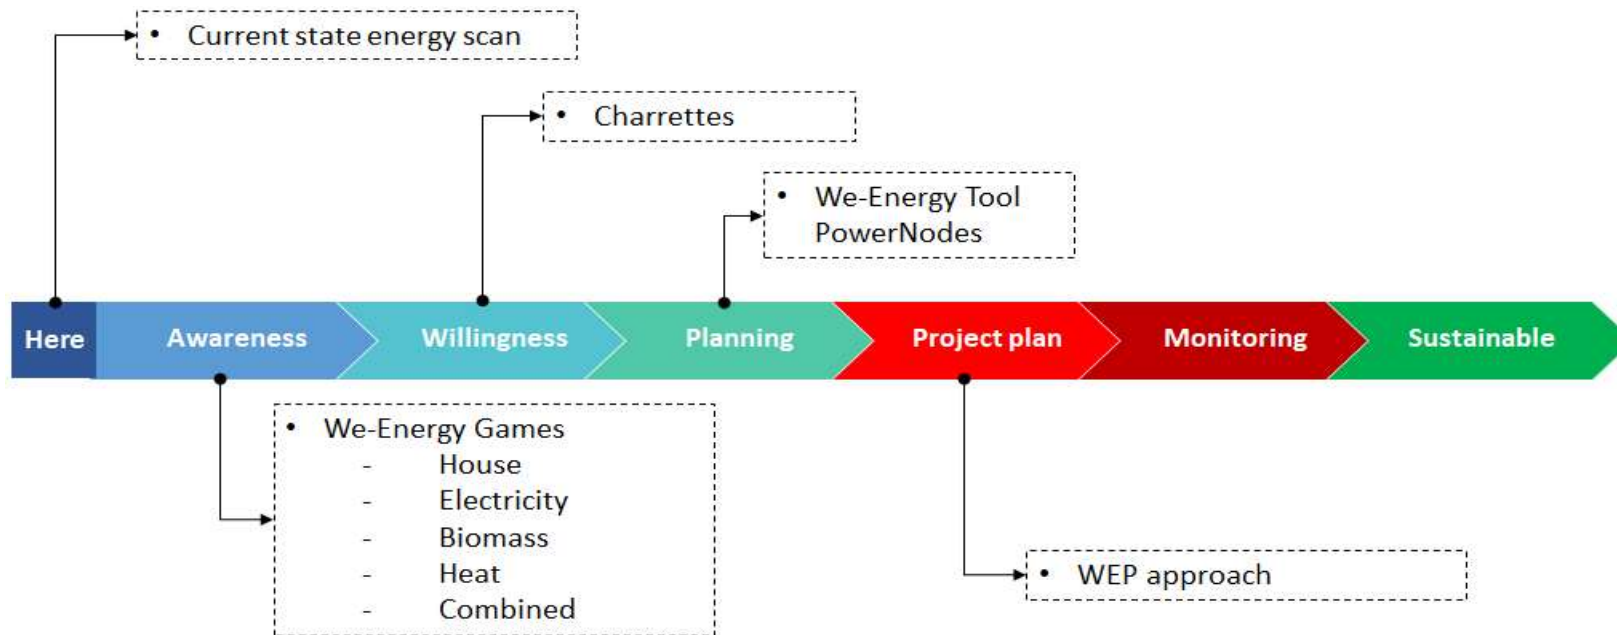 • Current state energy scan
• Charrettes
• We-Energy Tool
PowerNodes
Here
Awareness
Willingness
Planning
Project plan
Monitoring
Sustainable
• We-Energy Games
- House
- Electricity
- Biomass
- Heat
- Combined
• WEP approach